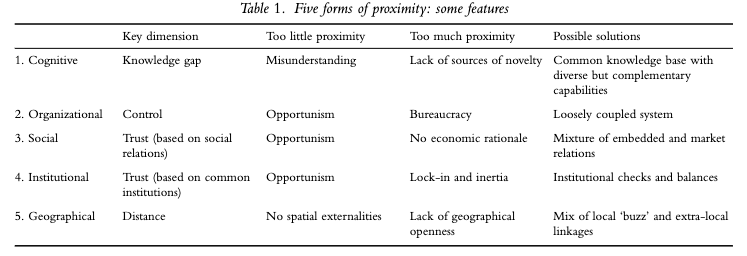 Table 1. Five forms of proximity: some features
Key dimension Too little proximity Too much proximity Possible solutions
1. Cognitive Knowledge gap Misunderstanding Lack of sources of novelty Common knowledge base with
diverse but complementary
capabilities
2. Organizational Control Opportunism Bureaucracy Loosely coupled system
3. Social Trust (based on social Opportunism No economic rationale Mixture of embedded and market
relations) relations
4. Institutional Trust (based on common Opportunism Lock-in and inertia Institutional checks and balances
institutions)
5. Geographical Distance No spatial externalities Lack of geographical Mix of local ‘buzz’ and extra-local
openness linkages